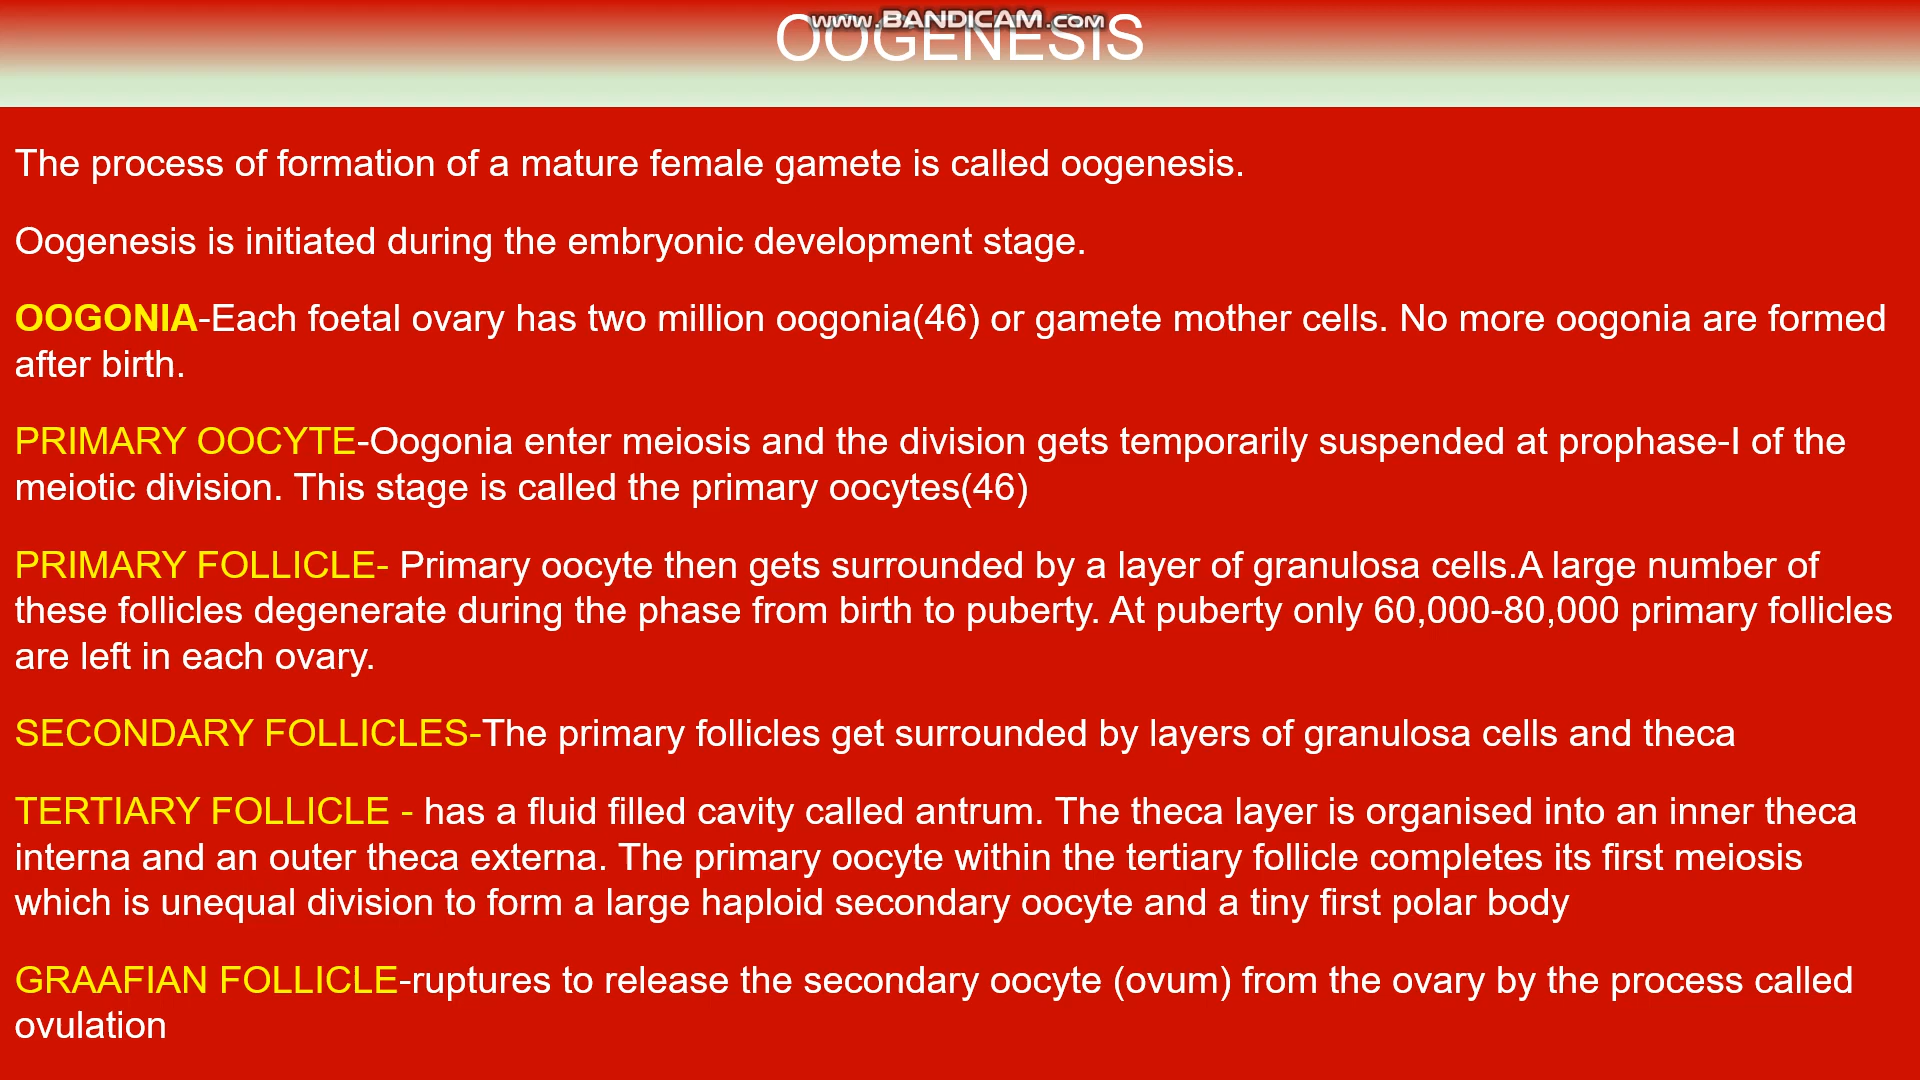 www.BANDICAM.com
OOGENESIS
The process of formation of a mature female gamete is called oogenesis.
Oogenesis is initiated during the embryonic development stage.
OOGONIA-Each foetal ovary has two million oogonia(46) or gamete mother cells. No more oogonia are formed
after birth.
PRIMARY OOCYTE-Oogonia enter meiosis and the division gets temporarily suspended at prophase-I of the
meiotic division. This stage is called the primary oocytes(46)
PRIMARY FOLLICLE- Primary oocyte then gets surrounded by a layer of granulosa cells.A large number of
these follicles degenerate during the phase from birth to puberty. At puberty only 60,000-80,000 primary follicles
are left in each ovary.
SECONDARY FOLLICLES-The primary follicles get surrounded by layers of granulosa cells and theca
TERTIARY FOLLICLE - has a fluid filled cavity called antrum. The theca layer is organised into an inner theca
interna and an outer theca externa. The primary oocyte within the tertiary follicle completes its first meiosis
which is unequal division to form a large haploid secondary oocyte and a tiny first polar body
GRAAFIAN FOLLICLE-ruptures to release the secondary oocyte (ovum) from the ovary by the process called
ovulation